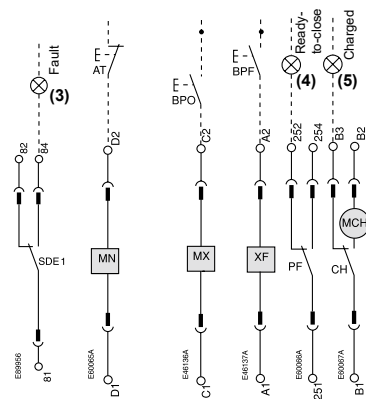 Fault
(3)
AT
BPO
BPF
Ready-
to-close
(4)
Charged
(5)
82
84
D2
C2
A2
252
254
B3
B2
SDE1
MN
MX
XF
PF
CH
MCH
E89956
81
E60065A
D1
E46136A
C1
E46137A
A1
E60066A
251
E60067A
B1